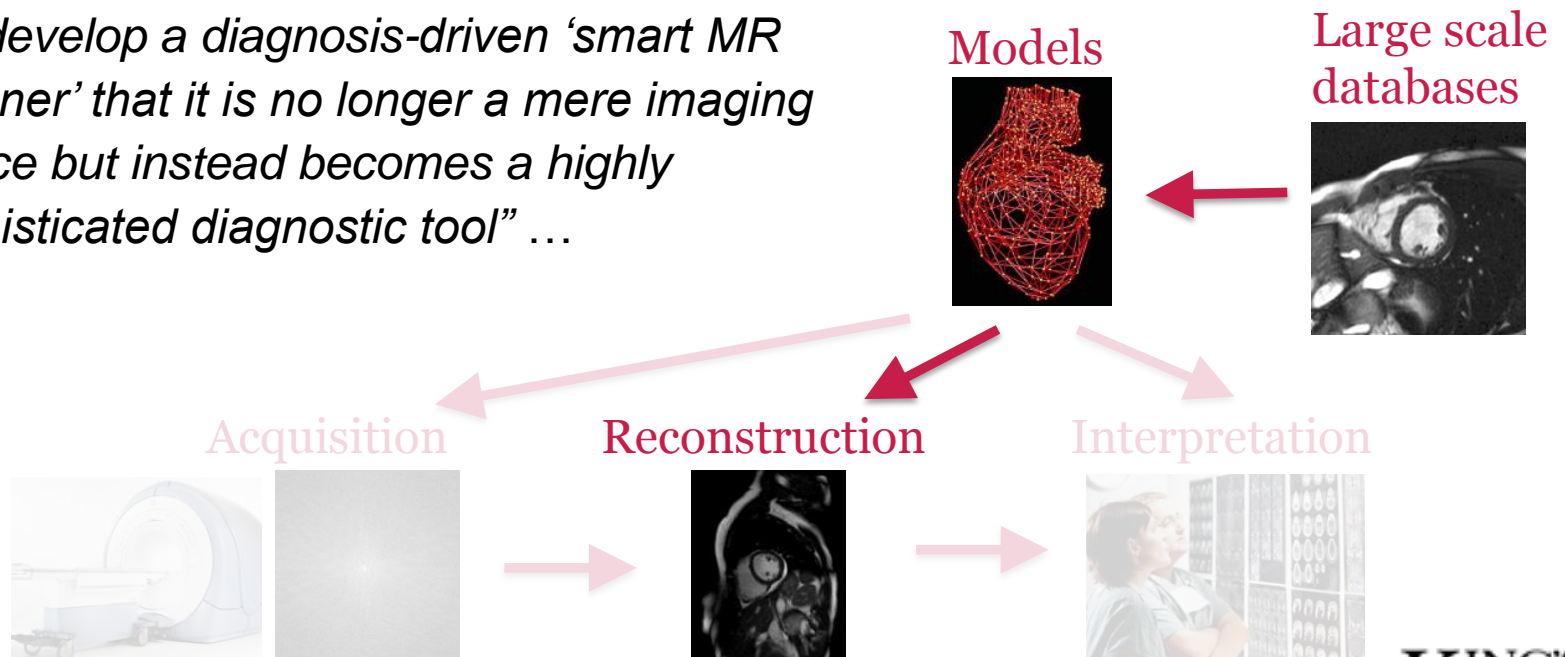 develop a diagnosis-driven ‘smart MR
ner’ that it is no longer a mere imaging
ce but instead becomes a highly
isticated diagnostic tool” …
Models
Large scale
databases
Acquisition
Reconstruction
Interpretation